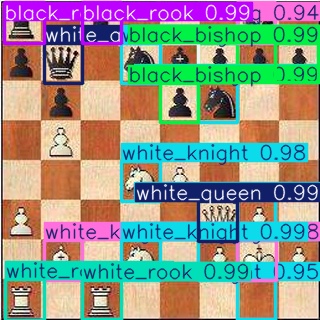 black_r
black_rook 0.99
0.94
white_a
black_bishop 0.99
black_bishop 0.99
white_knight 0.98
white_queen 0.99
white_k
white_knight 0.998
white_r
white_rook 0.99
t 0.95